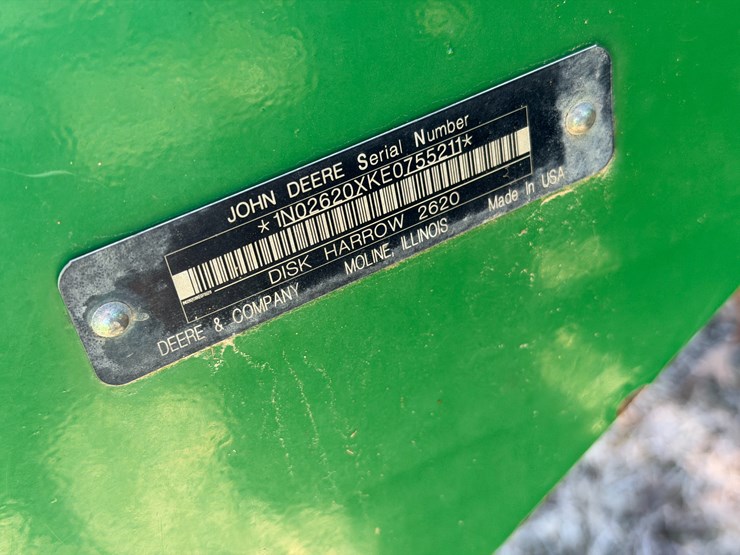 JOHN DEERE Serial Number
*1N02620XKE0755211*
DISK HARROW 2620
DEERE & COMPANY MOLINE, ILLINOIS Made In USA